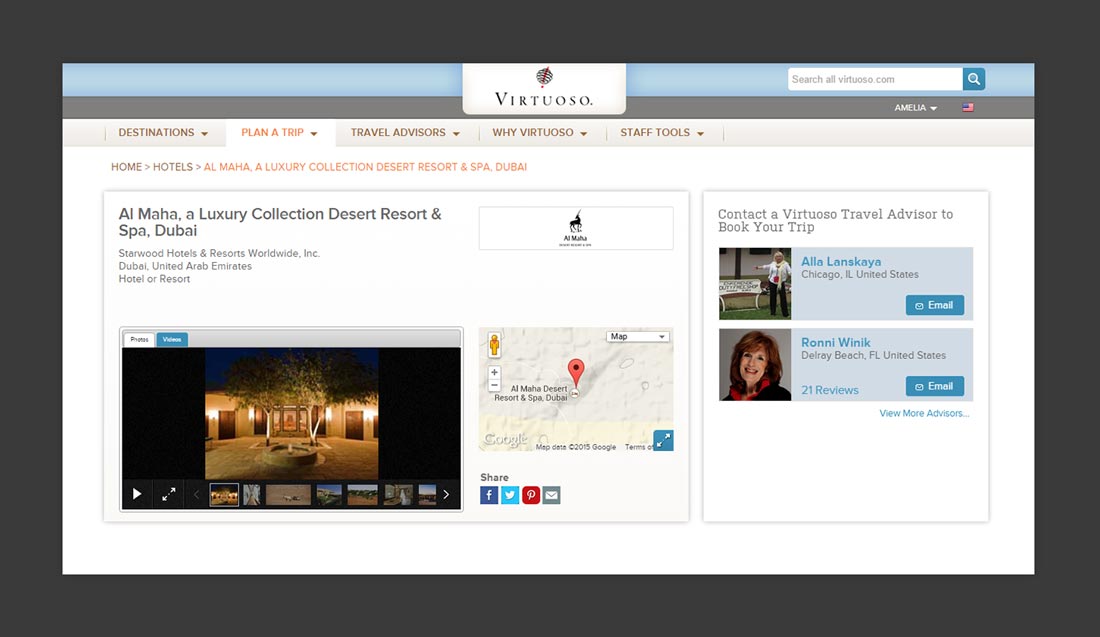 VIRTUOSO.
Search all virtuoso.com
AMELIA
DESTINATIONS
PLAN A TRIP
TRAVEL ADVISORS
WHY VIRTUOSO
STAFF TOOLS
HOME > HOTELS > AL MAHA, A LUXURY COLLECTION DESERT RESORT & SPA, DUBAI
Al Maha, a Luxury Collection Desert Resort &
Spa, Dubai
Starwood Hotels & Resorts Worldwide, Inc.
Dubai, United Arab Emirates
Hotel or Resort
Al Maha
DESERT RESORT & SPA
Photos
Videos
Map
Al Maha Desert
Resort & Spa, Dubai
Google
Map data ©2015 Google
Terms of
Share
Contact a Virtuoso Travel Advisor to
Book Your Trip
Alla Lanskaya
Chicago, IL United States
Email
Ronni Winik
Delray Beach, FL United States
21 Reviews
Email
View More Advisors...